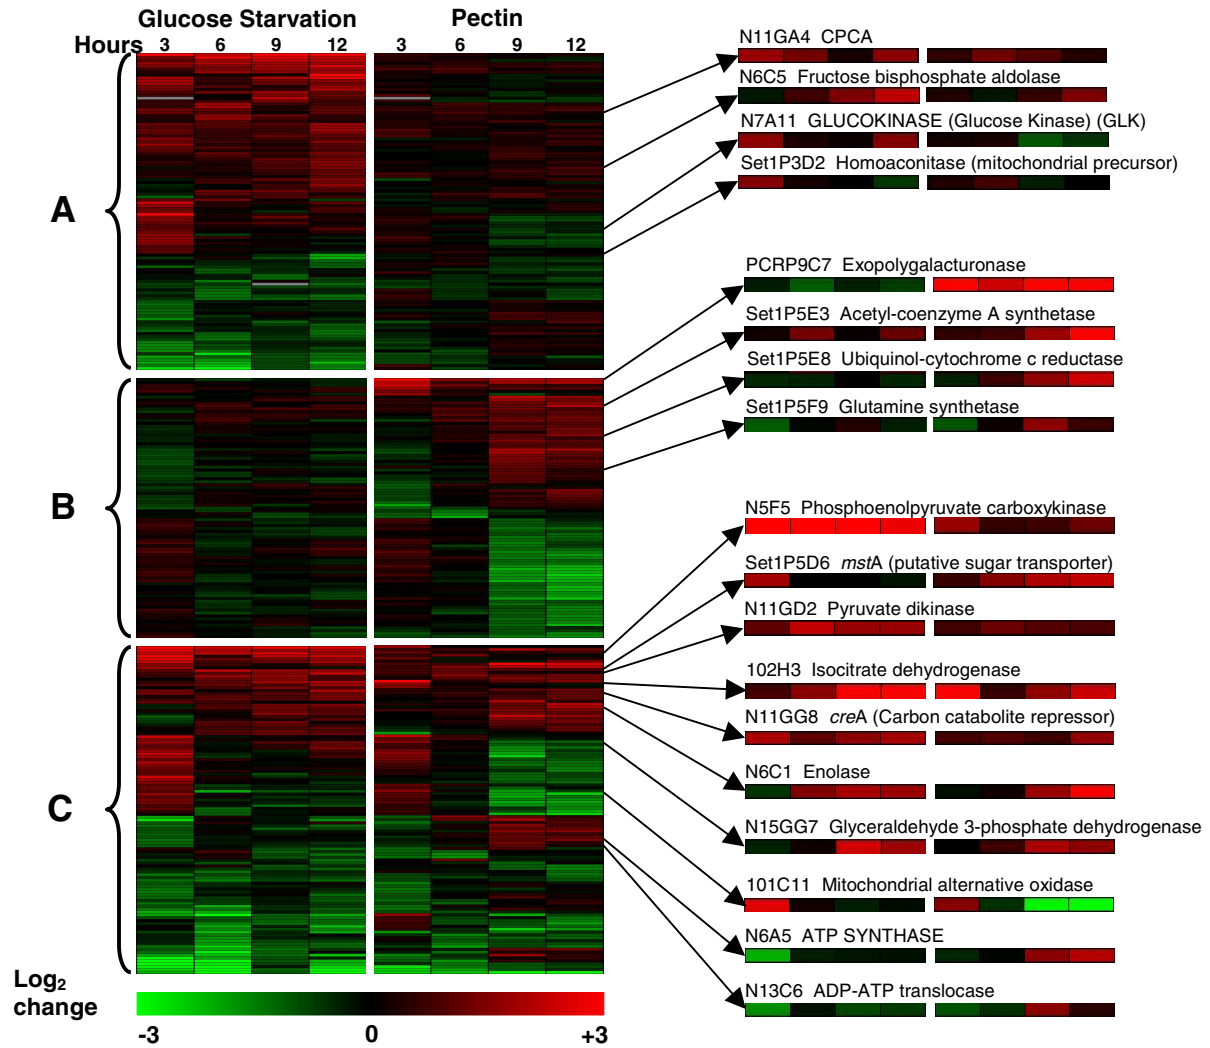 Glucose Starvation
Pectin
Hours 3 6 9 12 3 6 9 12
A
B
C
N11GA4 CPCA
N6C5 Fructose bisphosphate aldolase
N7A11 GLUCOKINASE (Glucose Kinase) (GLK)
Set1P3D2 Homoaconitase (mitochondrial precursor)
PCRP9C7 Exopolygalacturonase
Set1P5E3 Acetyl-coenzyme A synthetase
Set1P5E8 Ubiquinol-cytochrome c reductase
Set1P5F9 Glutamine synthetase
N5F5 Phosphoenolpyruvate carboxykinase
Set1P5D6 mstA (putative sugar transporter)
N11GD2 Pyruvate dikinase
102H3 Isocitrate dehydrogenase
N11GG8 creA (Carbon catabolite repressor)
N6C1 Enolase
N15GG7 Glyceraldehyde 3-phosphate dehydrogenase
101C11 Mitochondrial alternative oxidase
N6A5 ATP SYNTHASE
N13C6 ADP-ATP translocase
Log2
change
-3 0 +3